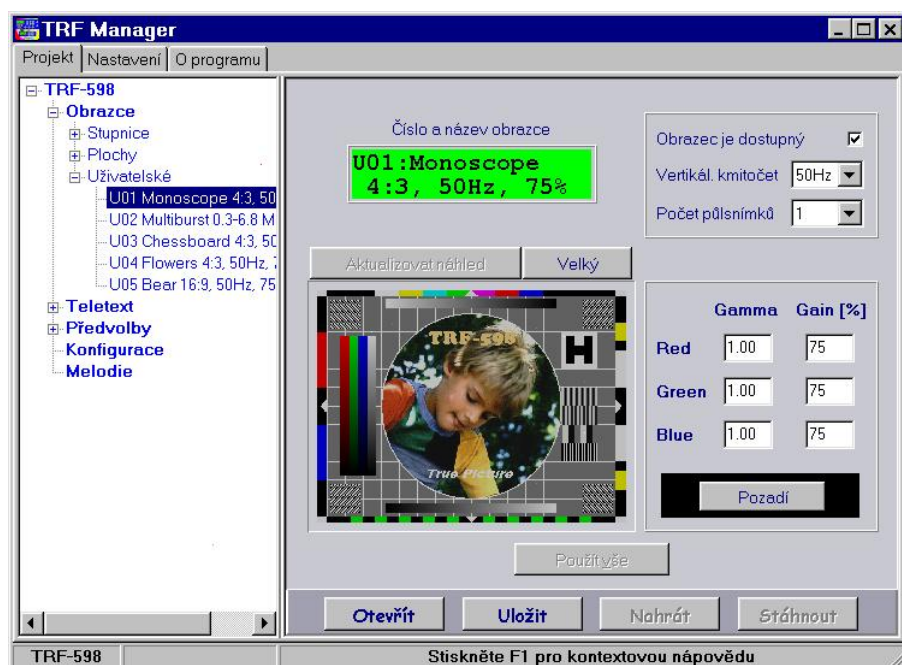 TRF Manager
Projekt Nastavení O programu
TRF-598
Obrazce
Stupnice
Plochy
Uživatelské
U01 Monoscope 4:3, 50
U02 Multiburst 0.3-6.8 M
U03 Chessboard 4:3, 50
U04 Flowers 4:3, 50Hz, 7
U05 Bear 16:9, 50Hz, 75
Teletext
Předvolby
Konfigurace
Melodie
Číslo a název obrazce
U01:Monoscope
4:3, 50Hz, 75%
Obrazec je dostupný
Vertikál. kmitočet 50Hz
Počet půlsnímků 1
Aktualizovat náhled Velký
TRF-598
H
True Picture
Gamma Gain [%]
Red 1.00 75
Green 1.00 75
Blue 1.00 75
Pozadí
Použít vše
Otevřít Uložit Nahrát Stáhnout
TRF-598 Stiskněte F1 pro kontextovou nápovědu